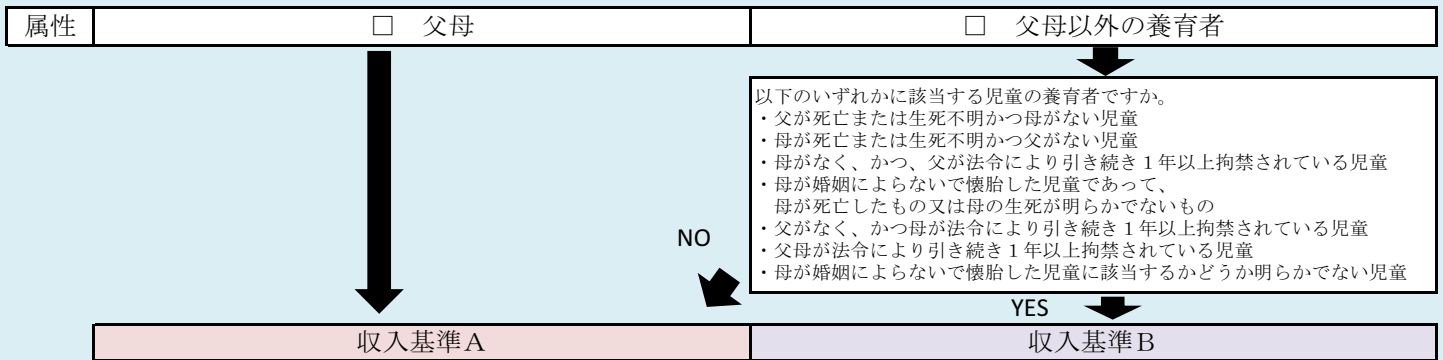 属性
□ 父母
□ 父母以外の養育者
以下のいずれかに該当する児童の養育者ですか。
・父が死亡または生死不明かつ母がない児童
・母が死亡または生死不明かつ父がない児童
・母がなく、かつ、父が法令により引き続き１年以上拘禁されている児童
・母が婚姻によらないで懐胎した児童であって、
母が死亡したもの又は母の生死が明らかでないもの
・父がなく、かつ母が法令により引き続き１年以上拘禁されている児童
・父母が法令により引き続き１年以上拘禁されている児童
・母が婚姻によらないで懐胎した児童に該当するかどうか明らかでない児童
NO
YES
収入基準Ａ
収入基準Ｂ